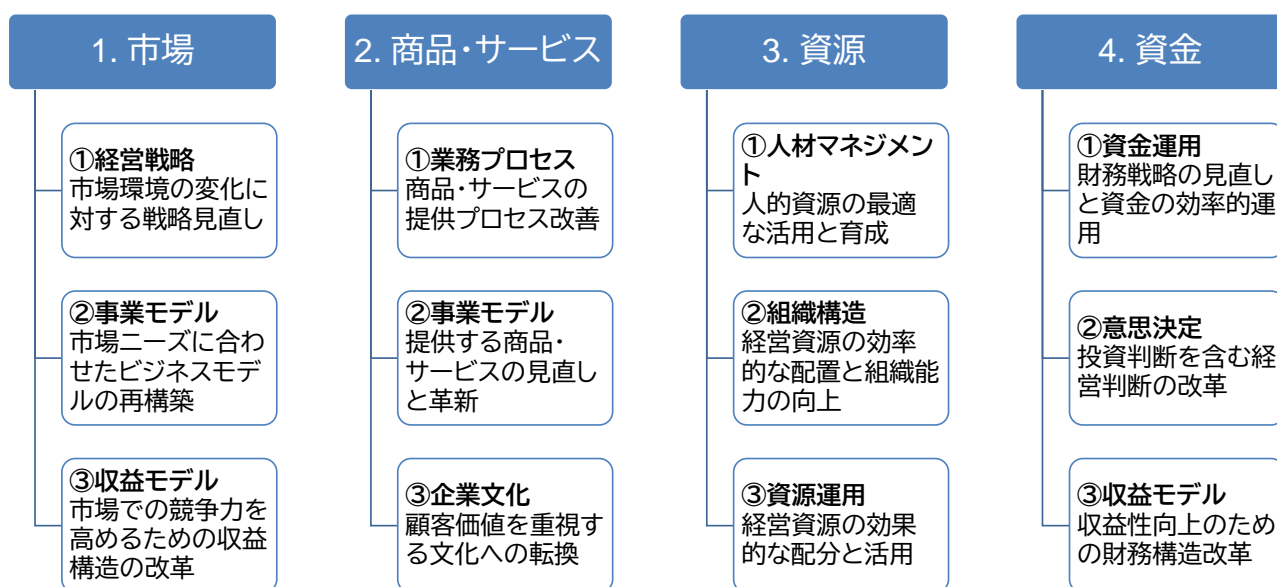 1. 市場
①経営戦略
市場環境の変化に
対する戦略見直し
②事業モデル
市場ニーズに合わ
せたビジネスモデ
ルの再構築
③収益モデル
市場での競争力を
高めるための収益
構造の改革
2. 商品・サービス
①業務プロセス
商品・サービスの
提供プロセス改善
②事業モデル
提供する商品・
サービスの見直し
と革新
③企業文化
顧客価値を重視す
る文化への転換
3. 資源
①人材マネジメン
ト
人的資源の最適
な活用と育成
②組織構造
経営資源の効率
的な配置と組織能
力の向上
③資源運用
経営資源の効果
的な配分と活用
4. 資金
①資金運用
財務戦略の見直し
と資金の効率的運
用
②意思決定
投資判断を含む経
営判断の改革
③収益モデル
収益性向上のため
の財務構造改革